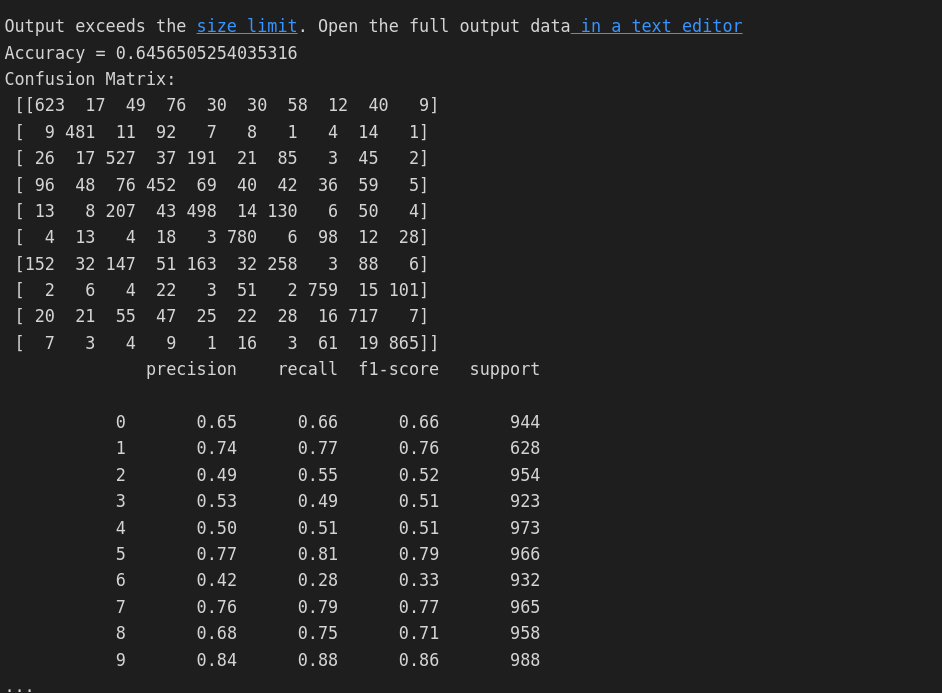 Output exceeds the size limit. Open the full output data in a text editor
Accuracy = 0.6456505254035316
Confusion Matrix:
 [[623  17  49  76  30  30  58  12  40   9]
 [  9 481  11  92   7   8   1   4  14   1]
 [ 26  17 527  37 191  21  85   3  45   2]
 [ 96  48  76 452  69  40  42  36  59   5]
 [ 13   8 207  43 498  14 130   6  50   4]
 [  4  13   4  18   3 780   6  98  12  28]
 [152  32 147  51 163  32 258   3  88   6]
 [  2   6   4  22   3  51   2 759  15 101]
 [ 20  21  55  47  25  22  28  16 717   7]
 [  7   3   4   9   1  16   3  61  19 865]]
              precision    recall  f1-score   support

           0       0.65      0.66      0.66       944
           1       0.74      0.77      0.76       628
           2       0.49      0.55      0.52       954
           3       0.53      0.49      0.51       923
           4       0.50      0.51      0.51       973
           5       0.77      0.81      0.79       966
           6       0.42      0.28      0.33       932
           7       0.76      0.79      0.77       965
           8       0.68      0.75      0.71       958
           9       0.84      0.88      0.86       988
...